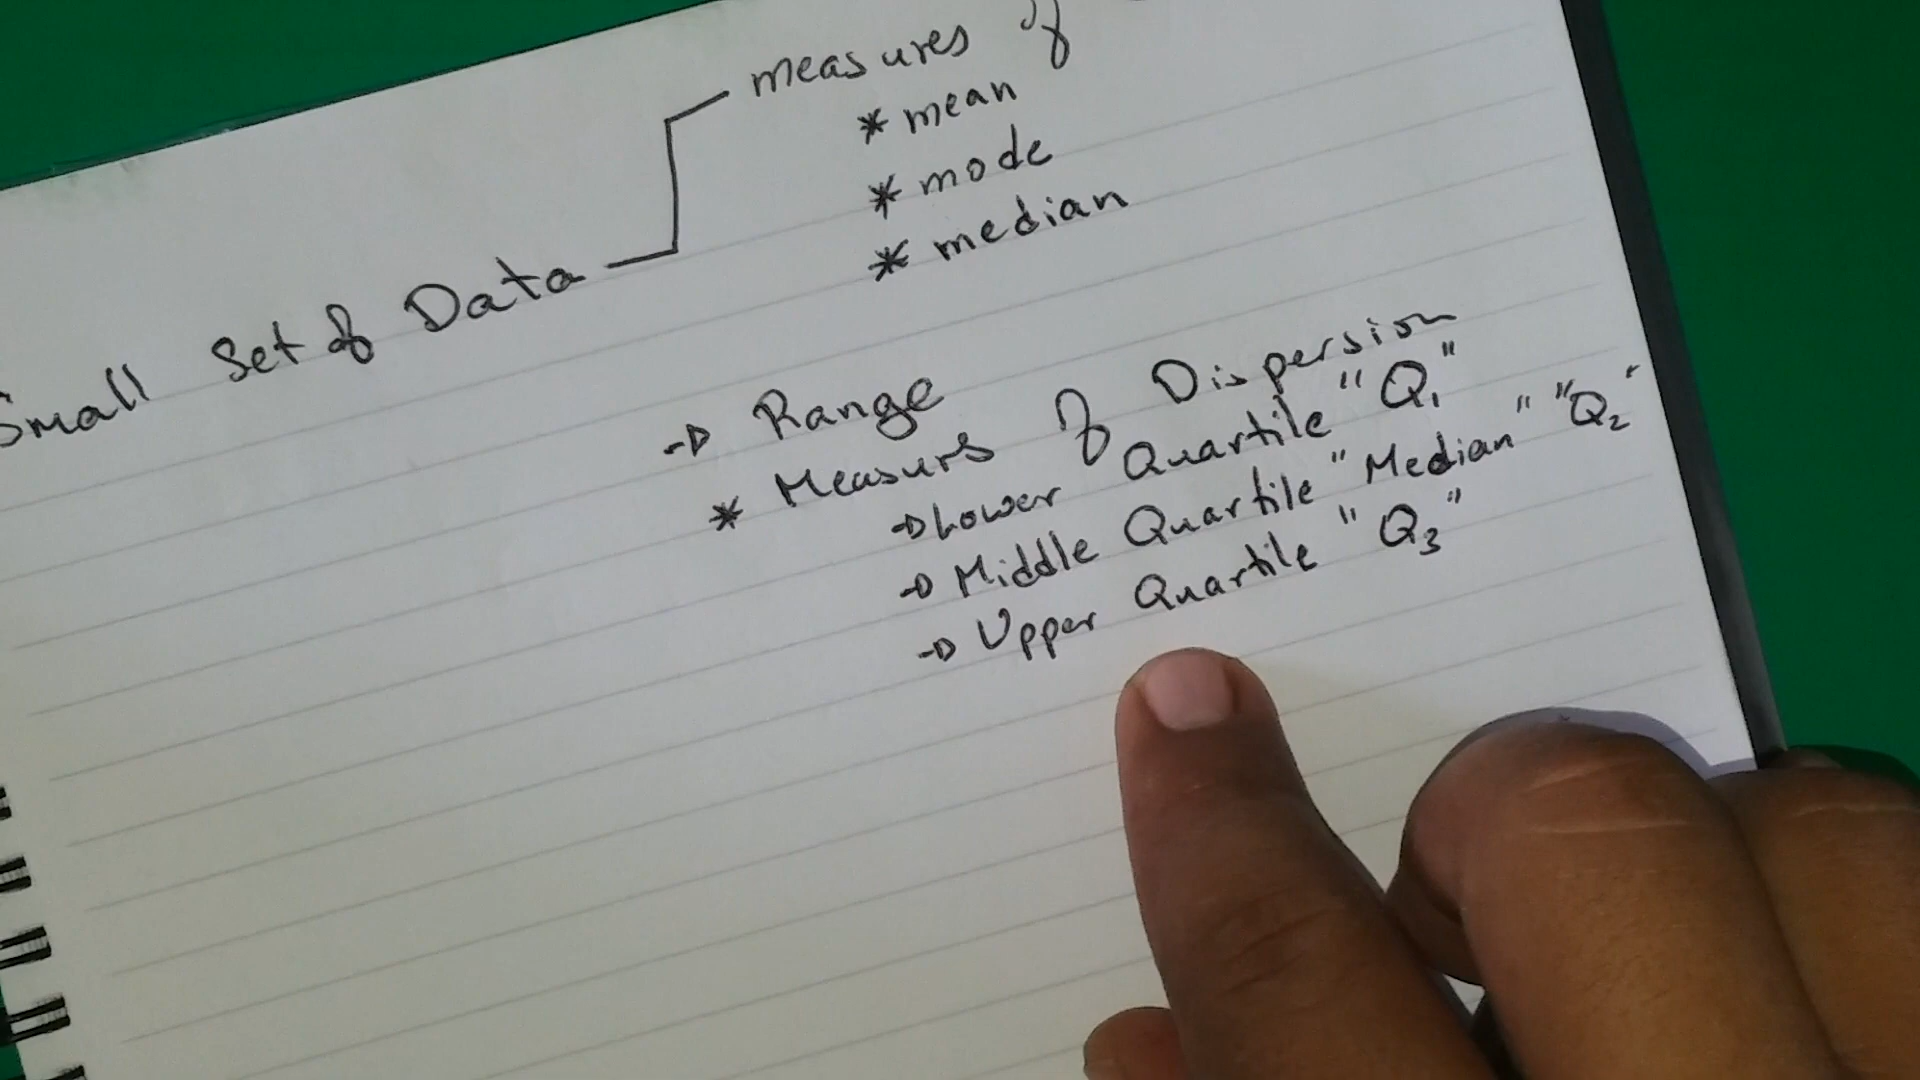 measures of
* mean
* mode
* median
Small Set of Data
→ Range
* Measurs of Dispersion
→ Lower Quartile "Q1"
→ Middle Quartile "Median" "Q2"
→ Upper Quartile "Q3"